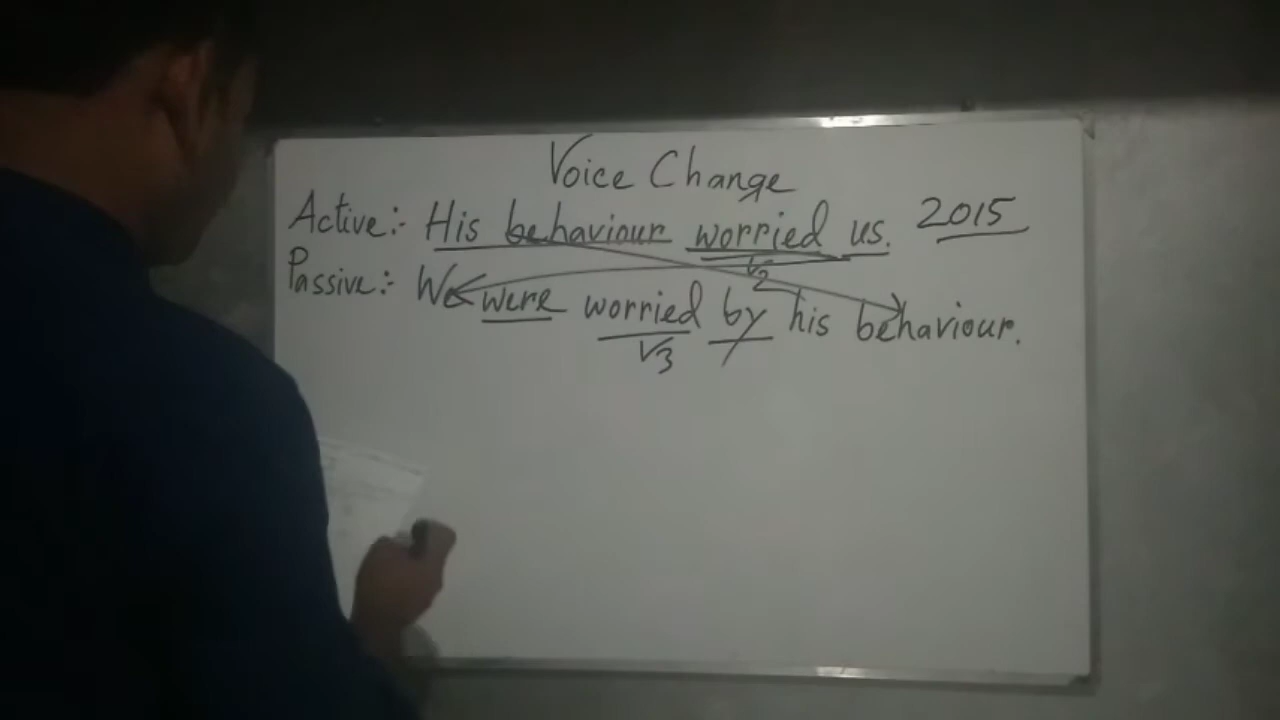 Voice Change
Active:- His behaviour worried us. 2015
V2
Passive:- We were worried by his behaviour.
V3